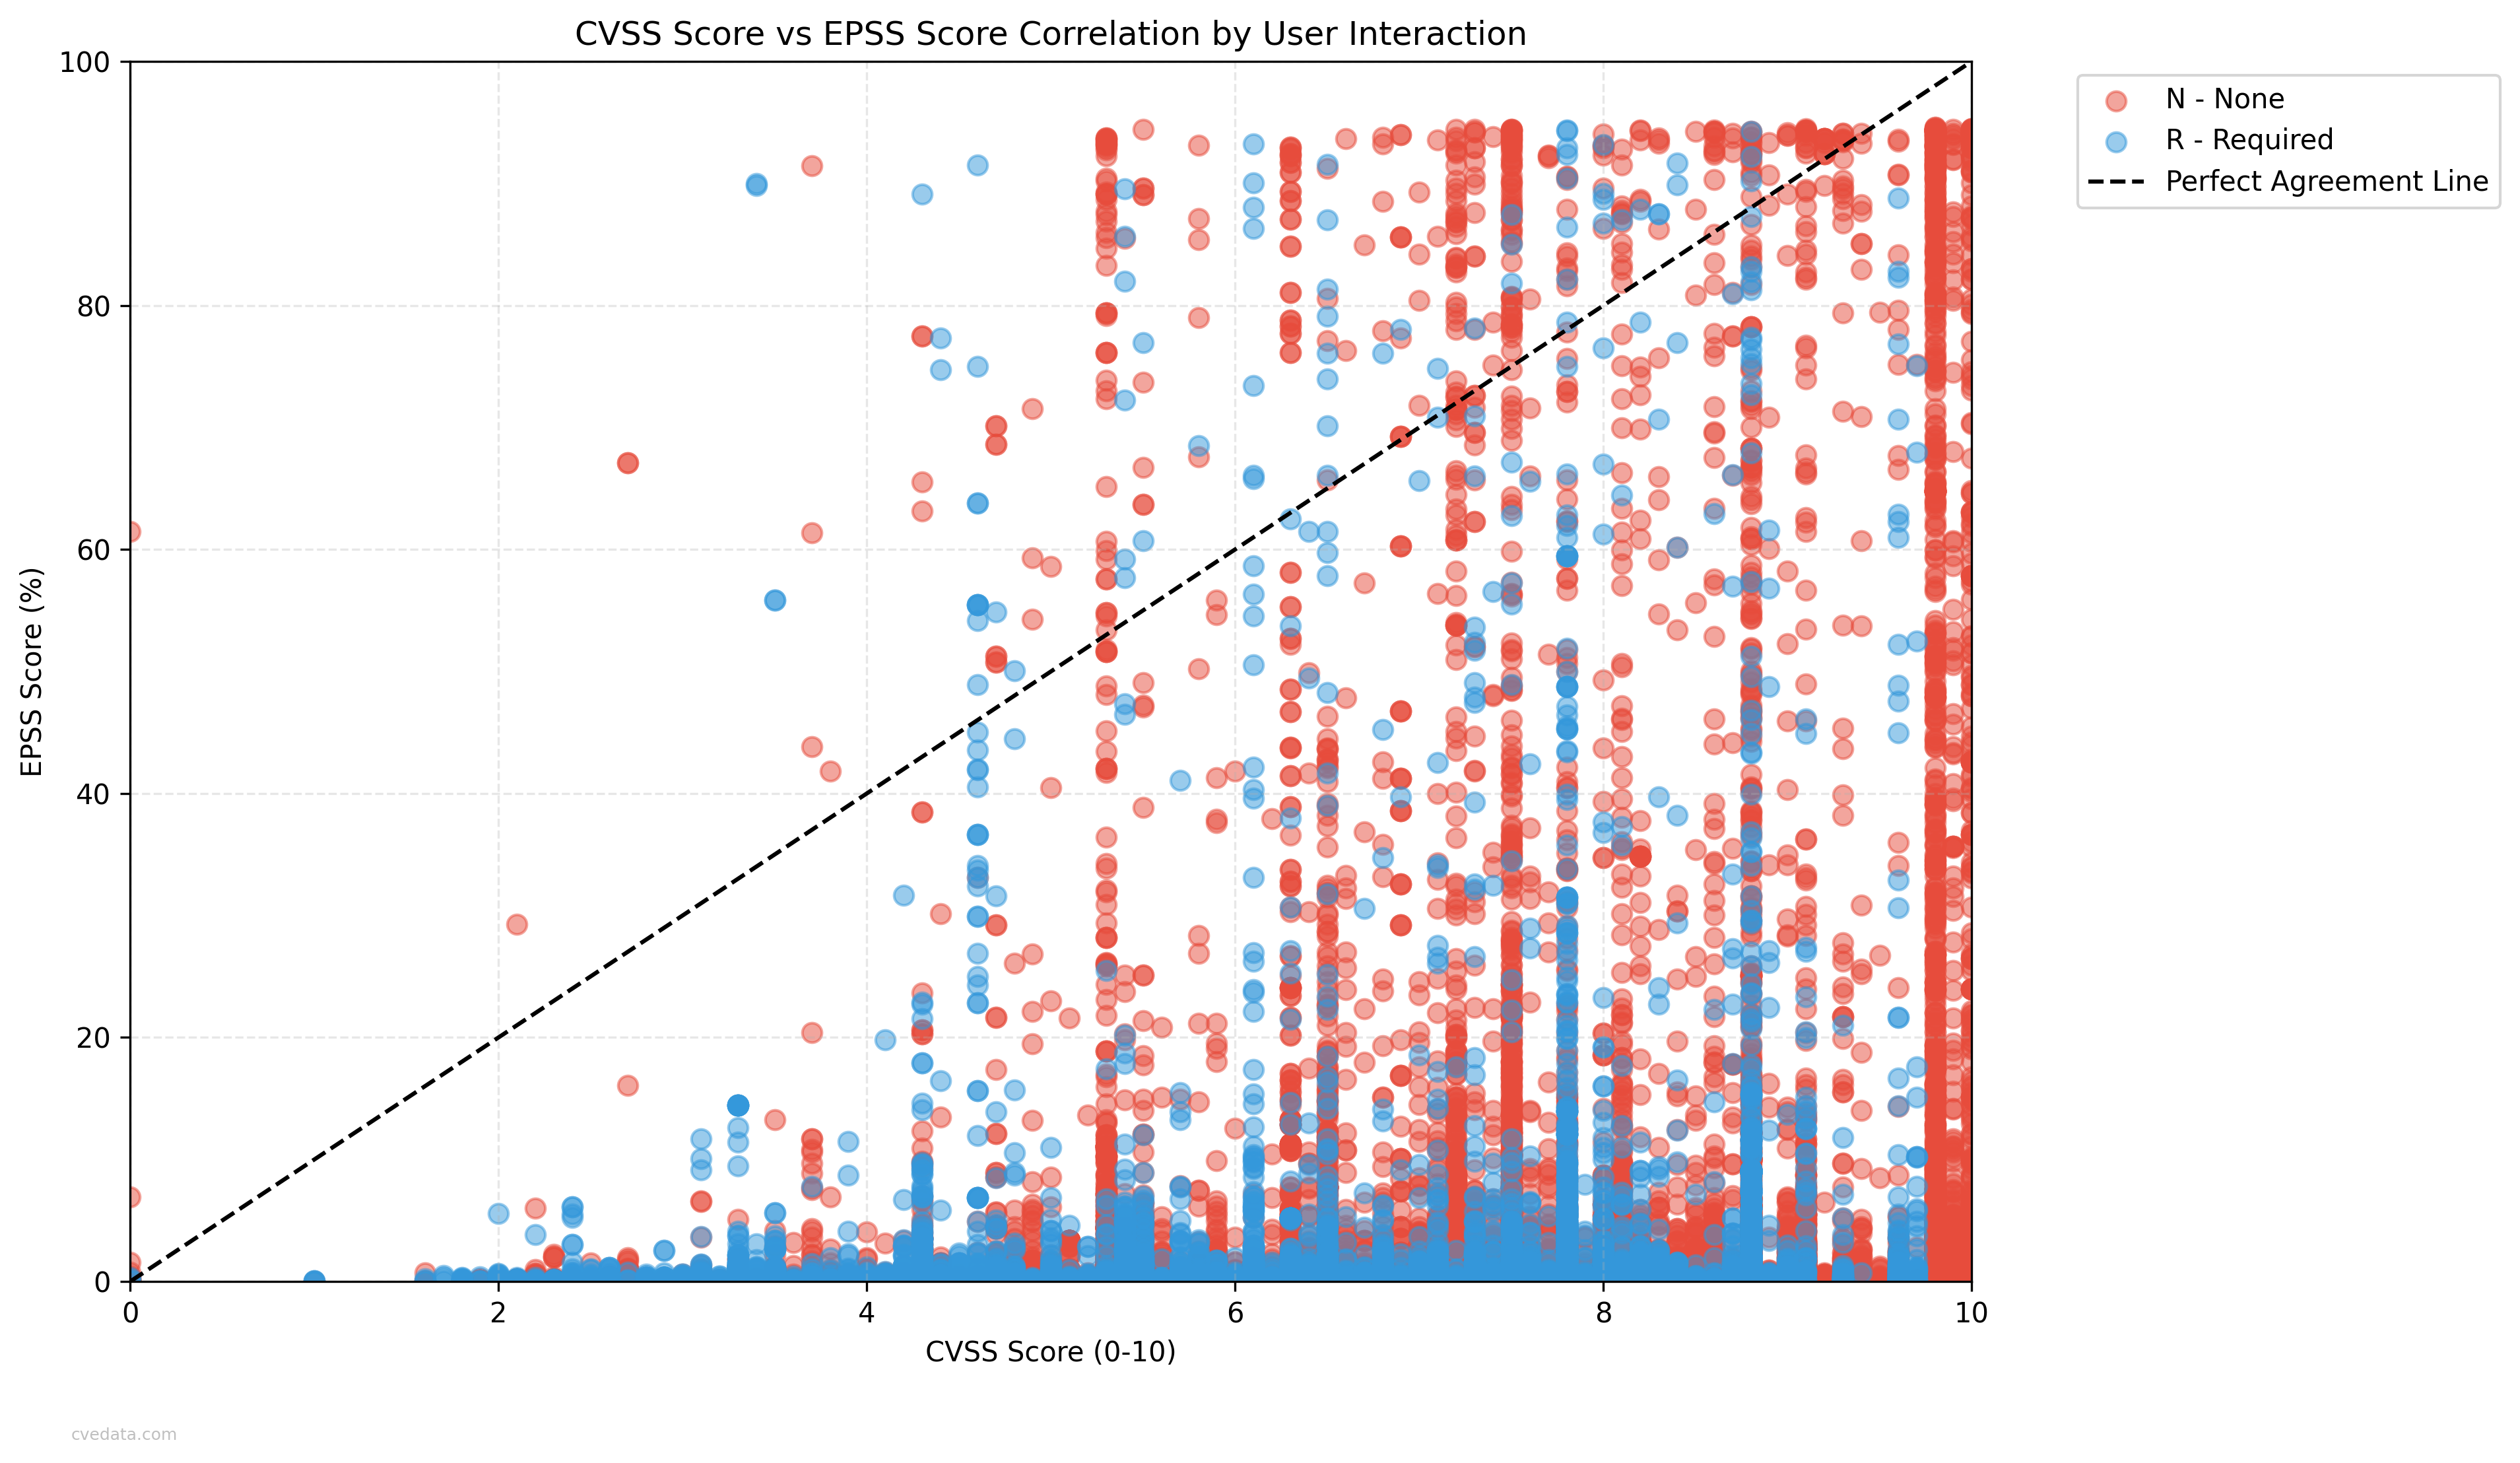 CVSS Score vs EPSS Score Correlation by User Interaction
100
80
60
40
20
0
EPSS Score (%)
0 2 4 6 8 10
CVSS Score (0-10)
N - None
R - Required
Perfect Agreement Line
cvedata.com